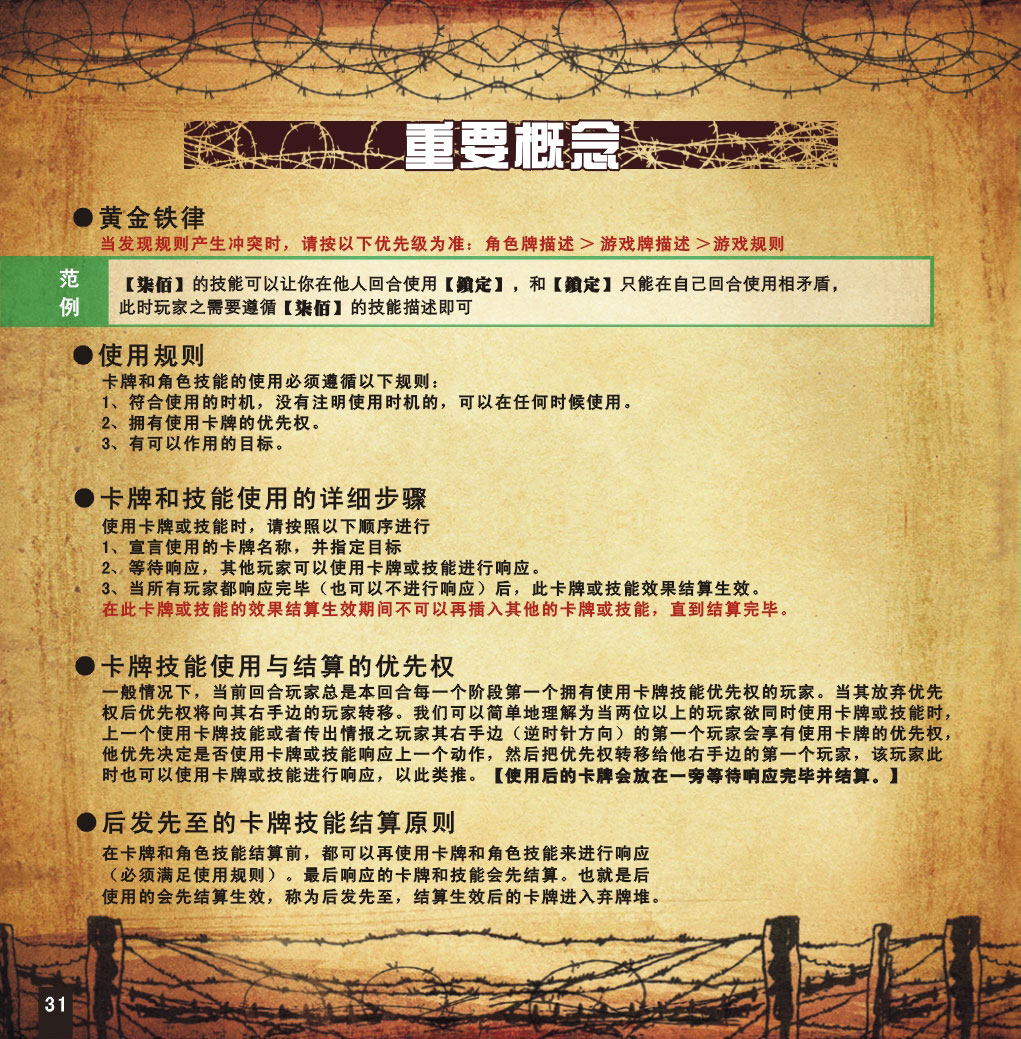 重要概念
●黄金铁律
当发现规则产生冲突时，请按以下优先级为准：角色牌描述 > 游戏牌描述 >游戏规则
范例
【柒佰】的技能可以让你在他人回合使用【鎖定】，和【鎖定】只能在自己回合使用相矛盾，
此时玩家之需要遵循【柒佰】的技能描述即可
●使用规则
卡牌和角色技能的使用必须遵循以下规则：
1、符合使用的时机，没有注明使用时机的，可以在任何时候使用。
2、拥有使用卡牌的优先权。
3、有可以作用的目标。
●卡牌和技能使用的详细步骤
使用卡牌或技能时，请按照以下顺序进行
1、宣言使用的卡牌名称，并指定目标
2、等待响应，其他玩家可以使用卡牌或技能进行响应。
3、当所有玩家都响应完毕（也可以不进行响应）后，此卡牌或技能效果结算生效。
在此卡牌或技能的效果结算生效期间不可以再插入其他的卡牌或技能，直到结算完毕。
●卡牌技能使用与结算的优先权
一般情况下，当前回合玩家总是本回合每一个阶段第一个拥有使用卡牌技能优先权的玩家。当其放弃优先
权后优先权将向其右手边的玩家转移。我们可以简单地理解为当两位以上的玩家欲同时使用卡牌或技能时，
上一个使用卡牌技能或者传出情报之玩家其右手边（逆时针方向）的第一个玩家会享有使用卡牌的优先权，
他优先决定是否使用卡牌或技能响应上一个动作，然后把优先权转移给他右手边的第一个玩家，该玩家此
时也可以使用卡牌或技能进行响应，以此类推。【使用后的卡牌会放在一旁等待响应完毕并结算。】
●后发先至的卡牌技能结算原则
在卡牌和角色技能结算前，都可以再使用卡牌和角色技能来进行响应
（必须满足使用规则）。最后响应的卡牌和技能会先结算。也就是后
使用的会先结算生效，称为后发先至，结算生效后的卡牌进入弃牌堆。
31